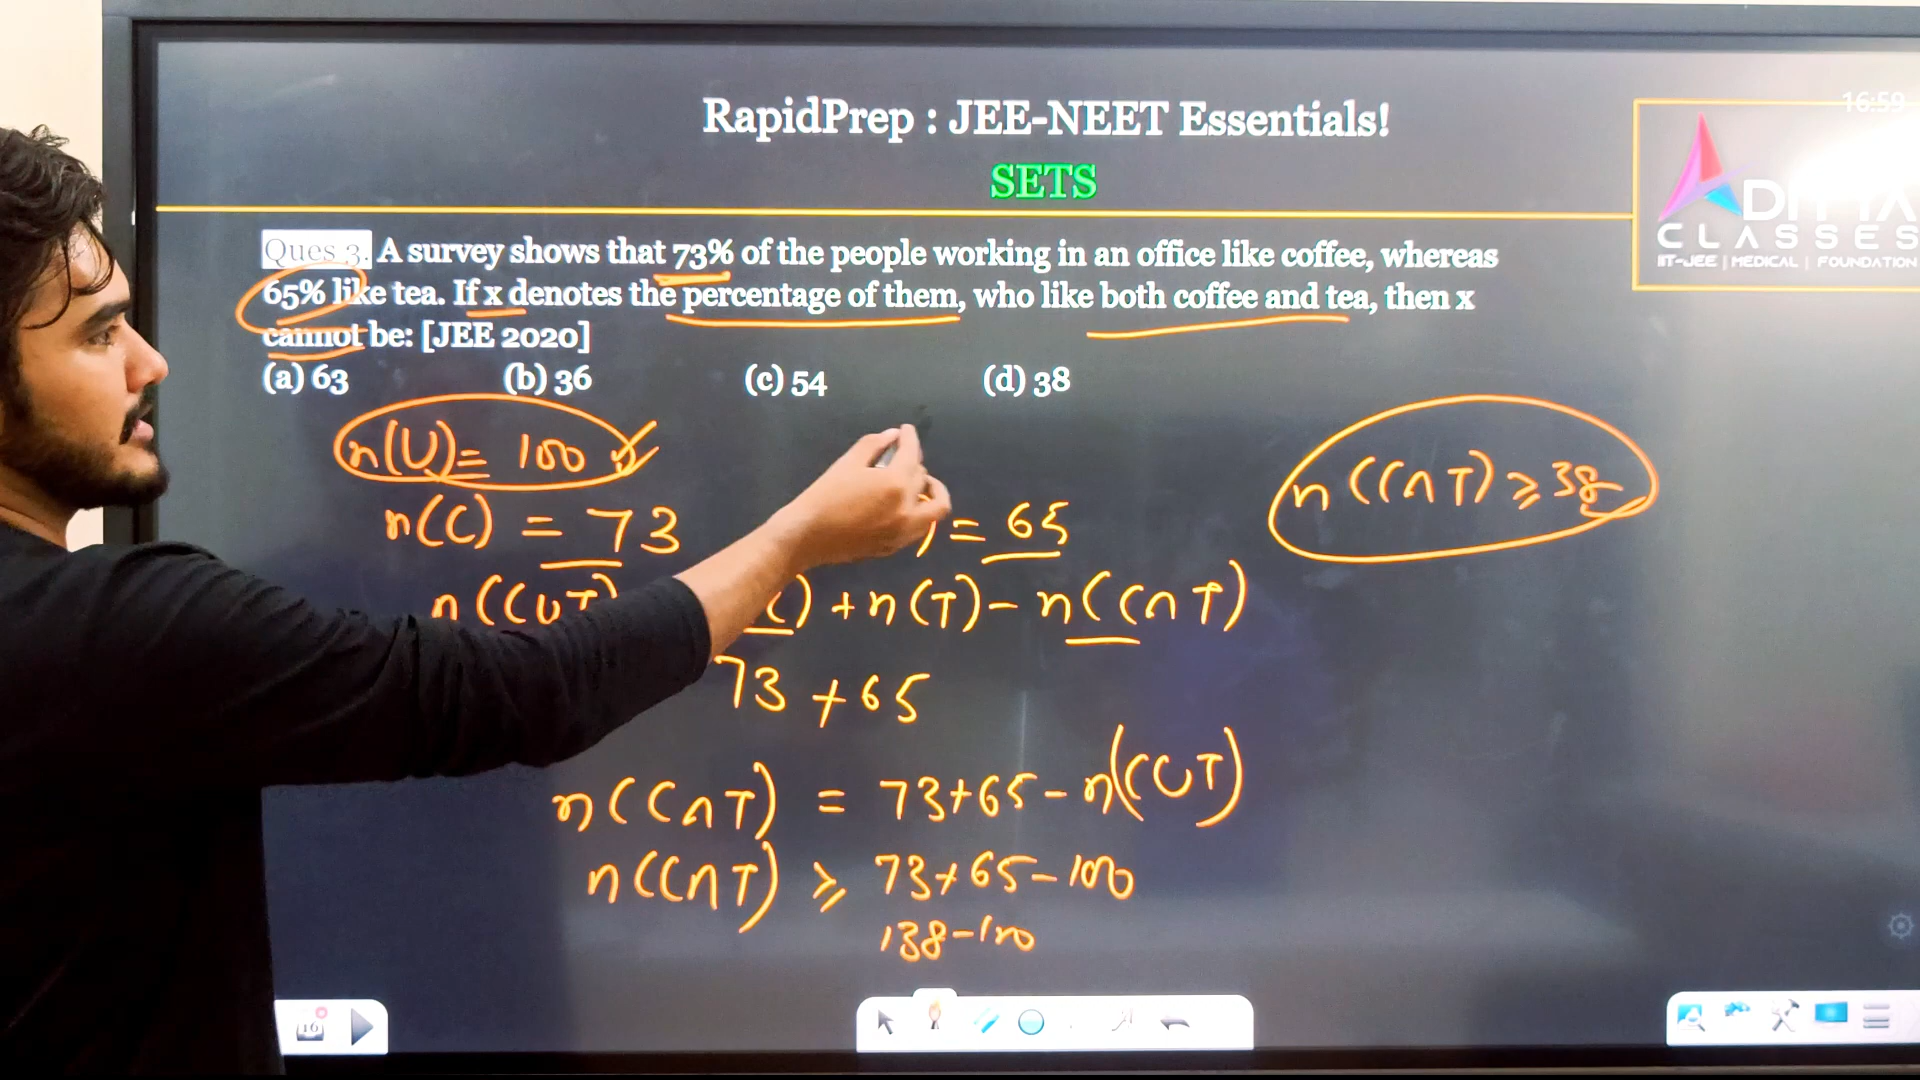 16:59
RapidPrep : JEE-NEET Essentials!
SETS
CLASSES
IIT-JEE | MEDICAL | FOUNDATION
Ques 3. A survey shows that 73% of the people working in an office like coffee, whereas
65% like tea. If x denotes the percentage of them, who like both coffee and tea, then x
cannot be: [JEE 2020]
(a) 63 (b) 36 (c) 54 (d) 38
n(U) = 100
n(C∩T) ⩾ 38
n(C) = 73 ) = 65
n(C∪T) C) + n(T) - n(C∩T)
73 + 65
n(C∩T) = 73+65-n(C∪T)
n(C∩T) ⩾ 73+65-100
138-100
16